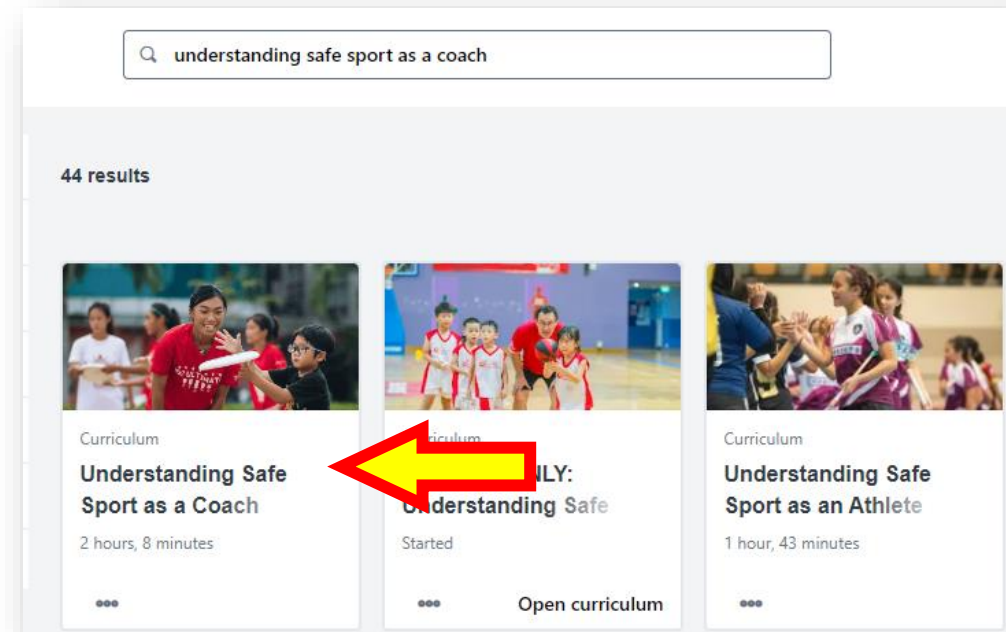 understanding safe sport as a coach
44 results
Curriculum
Understanding Safe
Sport as a Coach
2 hours, 8 minutes
NLY:
Understanding Safe
Started
Open curriculum
Curriculum
Understanding Safe
Sport as an Athlete
1 hour, 43 minutes